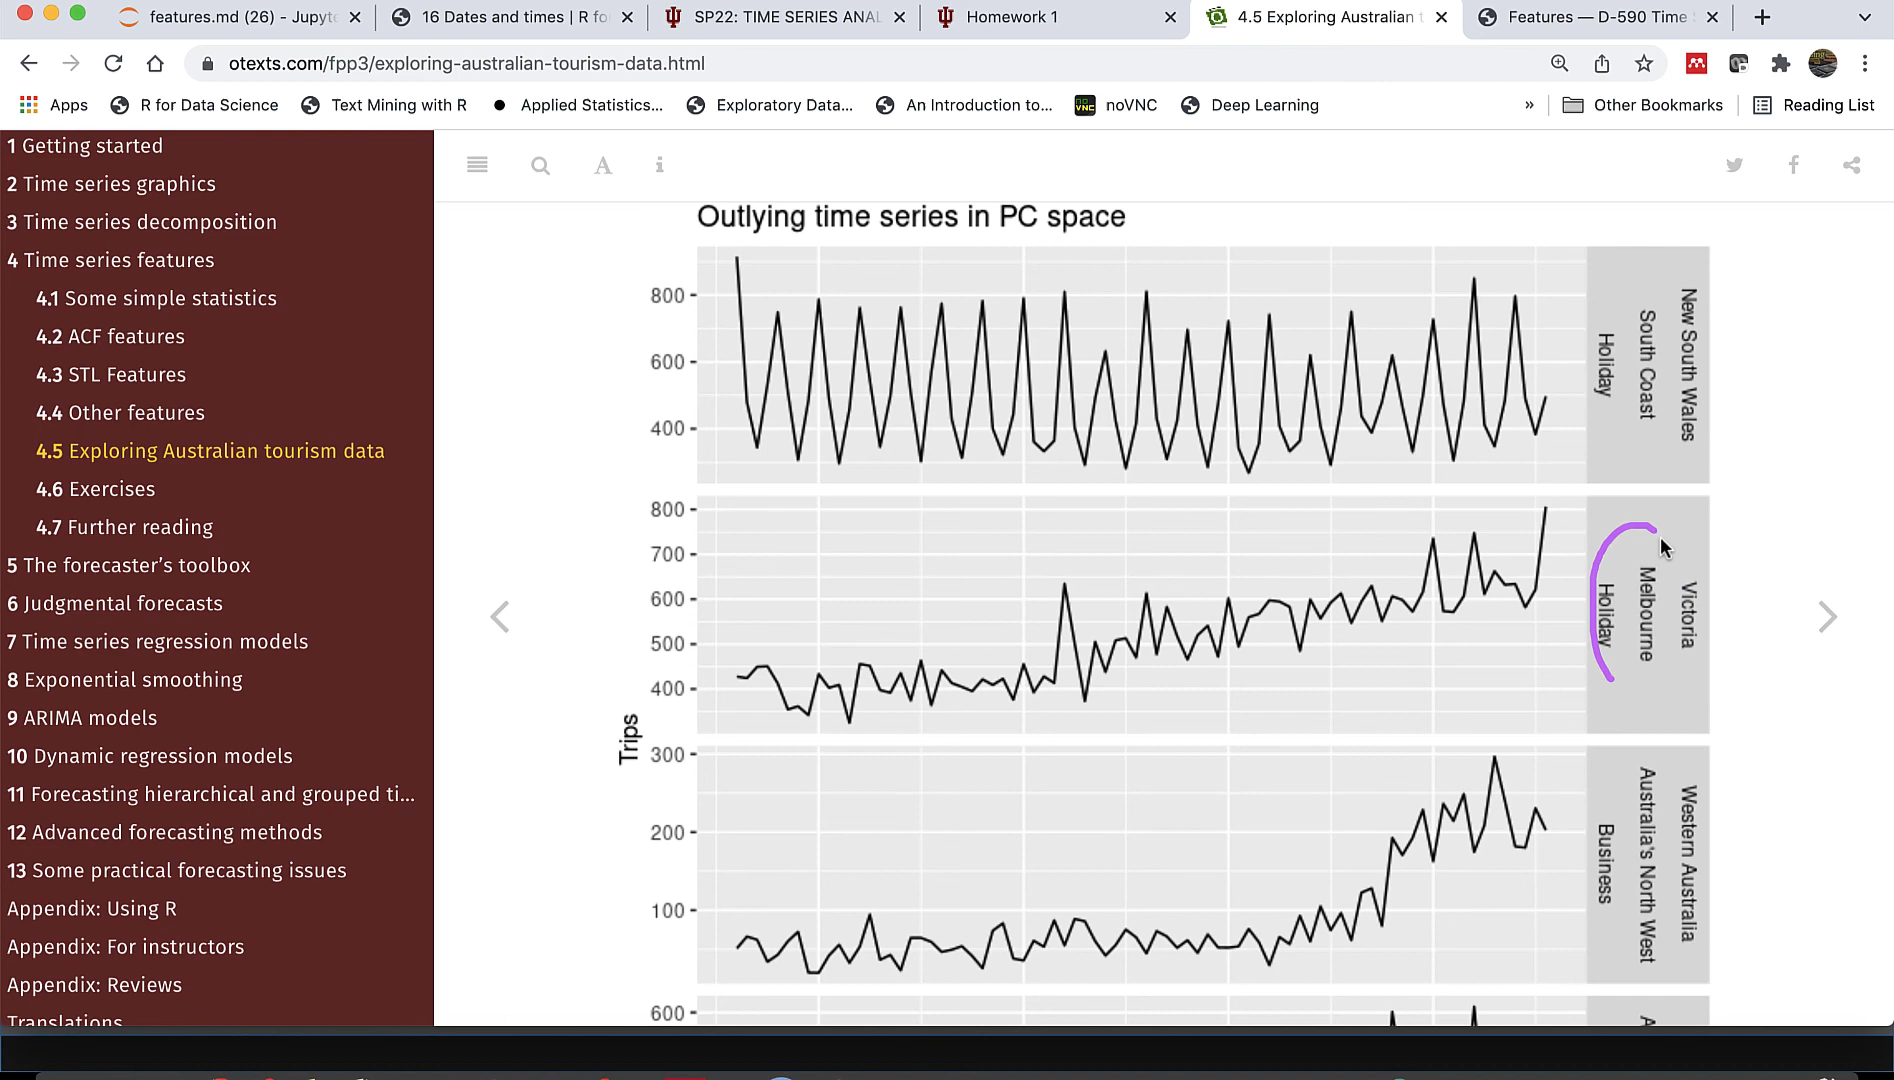 features.md (26) - Jupyte
16 Dates and times | R fo
SP22: TIME SERIES ANAL
Homework 1
4.5 Exploring Australian t
Features — D-590 Time S
otexts.com/fpp3/exploring-australian-tourism-data.html
Apps
R for Data Science
Text Mining with R
Applied Statistics...
Exploratory Data...
An Introduction to...
noVNC
Deep Learning
»
Other Bookmarks
Reading List
1 Getting started
2 Time series graphics
3 Time series decomposition
4 Time series features
4.1 Some simple statistics
4.2 ACF features
4.3 STL Features
4.4 Other features
4.5 Exploring Australian tourism data
4.6 Exercises
4.7 Further reading
5 The forecaster’s toolbox
6 Judgmental forecasts
7 Time series regression models
8 Exponential smoothing
9 ARIMA models
10 Dynamic regression models
11 Forecasting hierarchical and grouped ti...
12 Advanced forecasting methods
13 Some practical forecasting issues
Appendix: Using R
Appendix: For instructors
Appendix: Reviews
Translations
A
i
Outlying time series in PC space
800
600
400
New South Wales
South Coast
Holiday
800
700
600
500
400
Victoria
Melbourne
Holiday
Trips
300
200
100
Western Australia
Australia's North West
Business
600
A